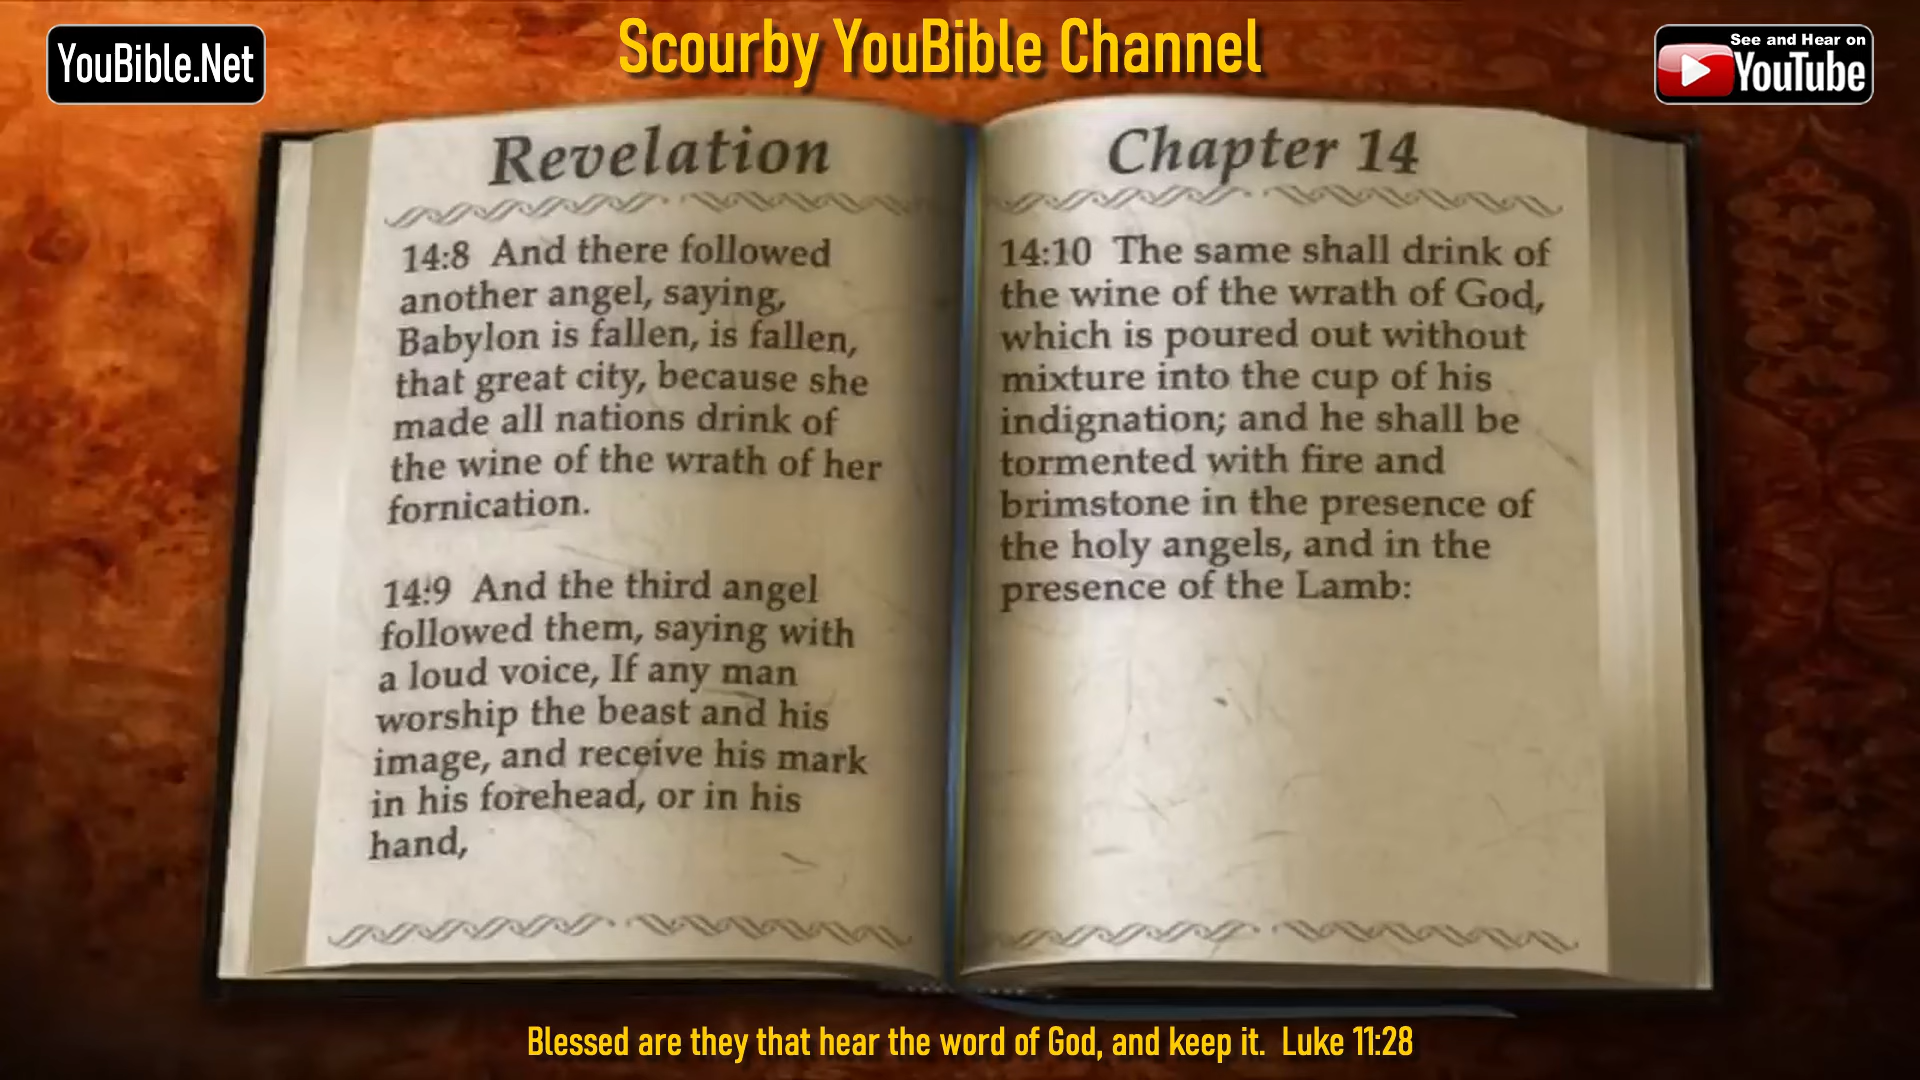 YouBible.Net
Scourby YouBible Channel
See and Hear on
YouTube
Revelation
14:8 And there followed
another angel, saying,
Babylon is fallen, is fallen,
that great city, because she
made all nations drink of
the wine of the wrath of her
fornication.
14:9 And the third angel
followed them, saying with
a loud voice, If any man
worship the beast and his
image, and receive his mark
in his forehead, or in his
hand,
Chapter 14
14:10 The same shall drink of
the wine of the wrath of God,
which is poured out without
mixture into the cup of his
indignation; and he shall be
tormented with fire and
brimstone in the presence of
the holy angels, and in the
presence of the Lamb:
Blessed are they that hear the word of God, and keep it. Luke 11:28